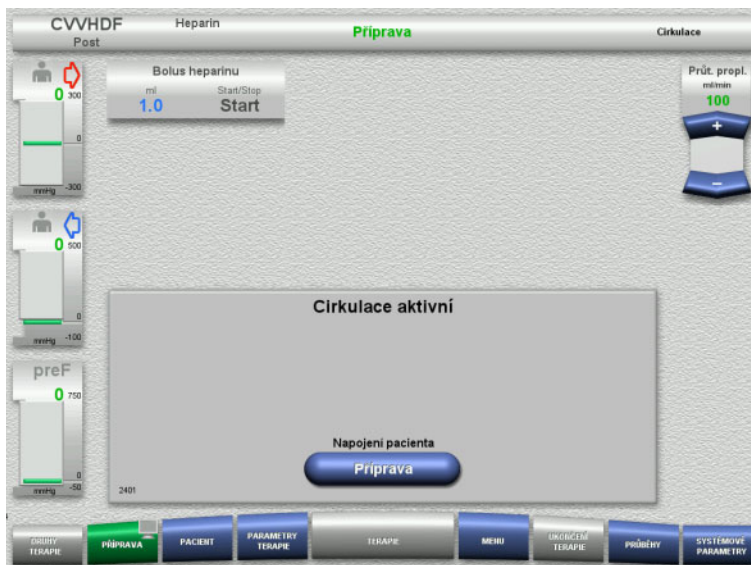 CVVHDF Heparin Příprava Cirkulace
Post
Bolus heparinu
ml Start/Stop
1.0 Start
Průt. propl.
ml/min
100
+
−
0 300
0
mmHg -300
0 500
0
mmHg -100
preF
0 750
0
mmHg -50
Cirkulace aktivní
Napojení pacienta
Příprava
2401
DRUHY
TERAPIE
PŘÍPRAVA
PACIENT
PARAMETRY
TERAPIE
TERAPIE
MENU
UKONČENÍ
TERAPIE
PRŮBĚHY
SYSTÉMOVÉ
PARAMETRY